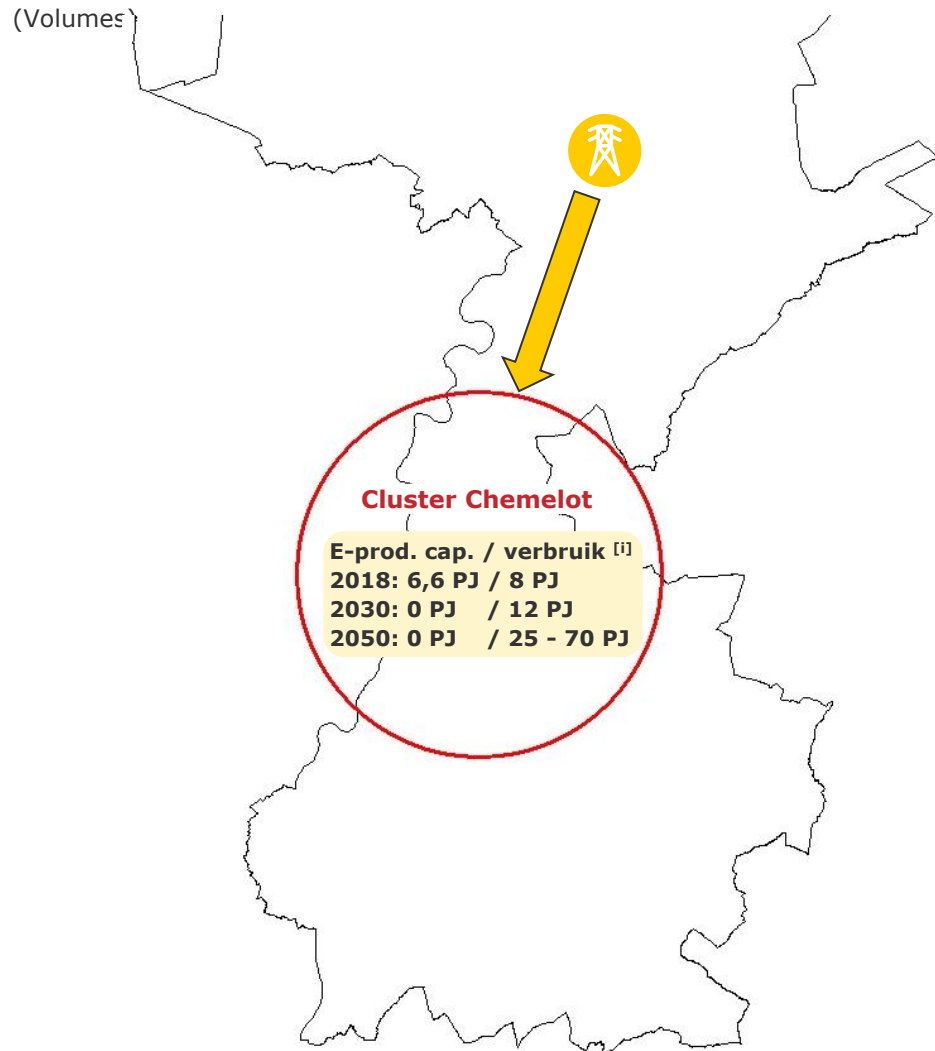 (Volumes)
Cluster Chemelot
E-prod. cap. / verbruik [i]
2018: 6,6 PJ / 8 PJ
2030: 0 PJ / 12 PJ
2050: 0 PJ / 25 - 70 PJ